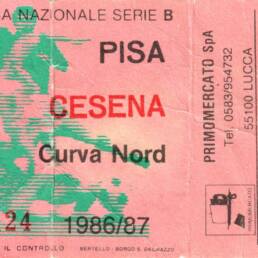 A NAZIONALE SERIE B
PISA
CESENA
Curva Nord
24 1986/87
IL CONTROLLO BERTELLO - BORGO S. DALMAZZO
PRIMOMERCATO SpA
Tel. 0583/954732
55100 LUCCA